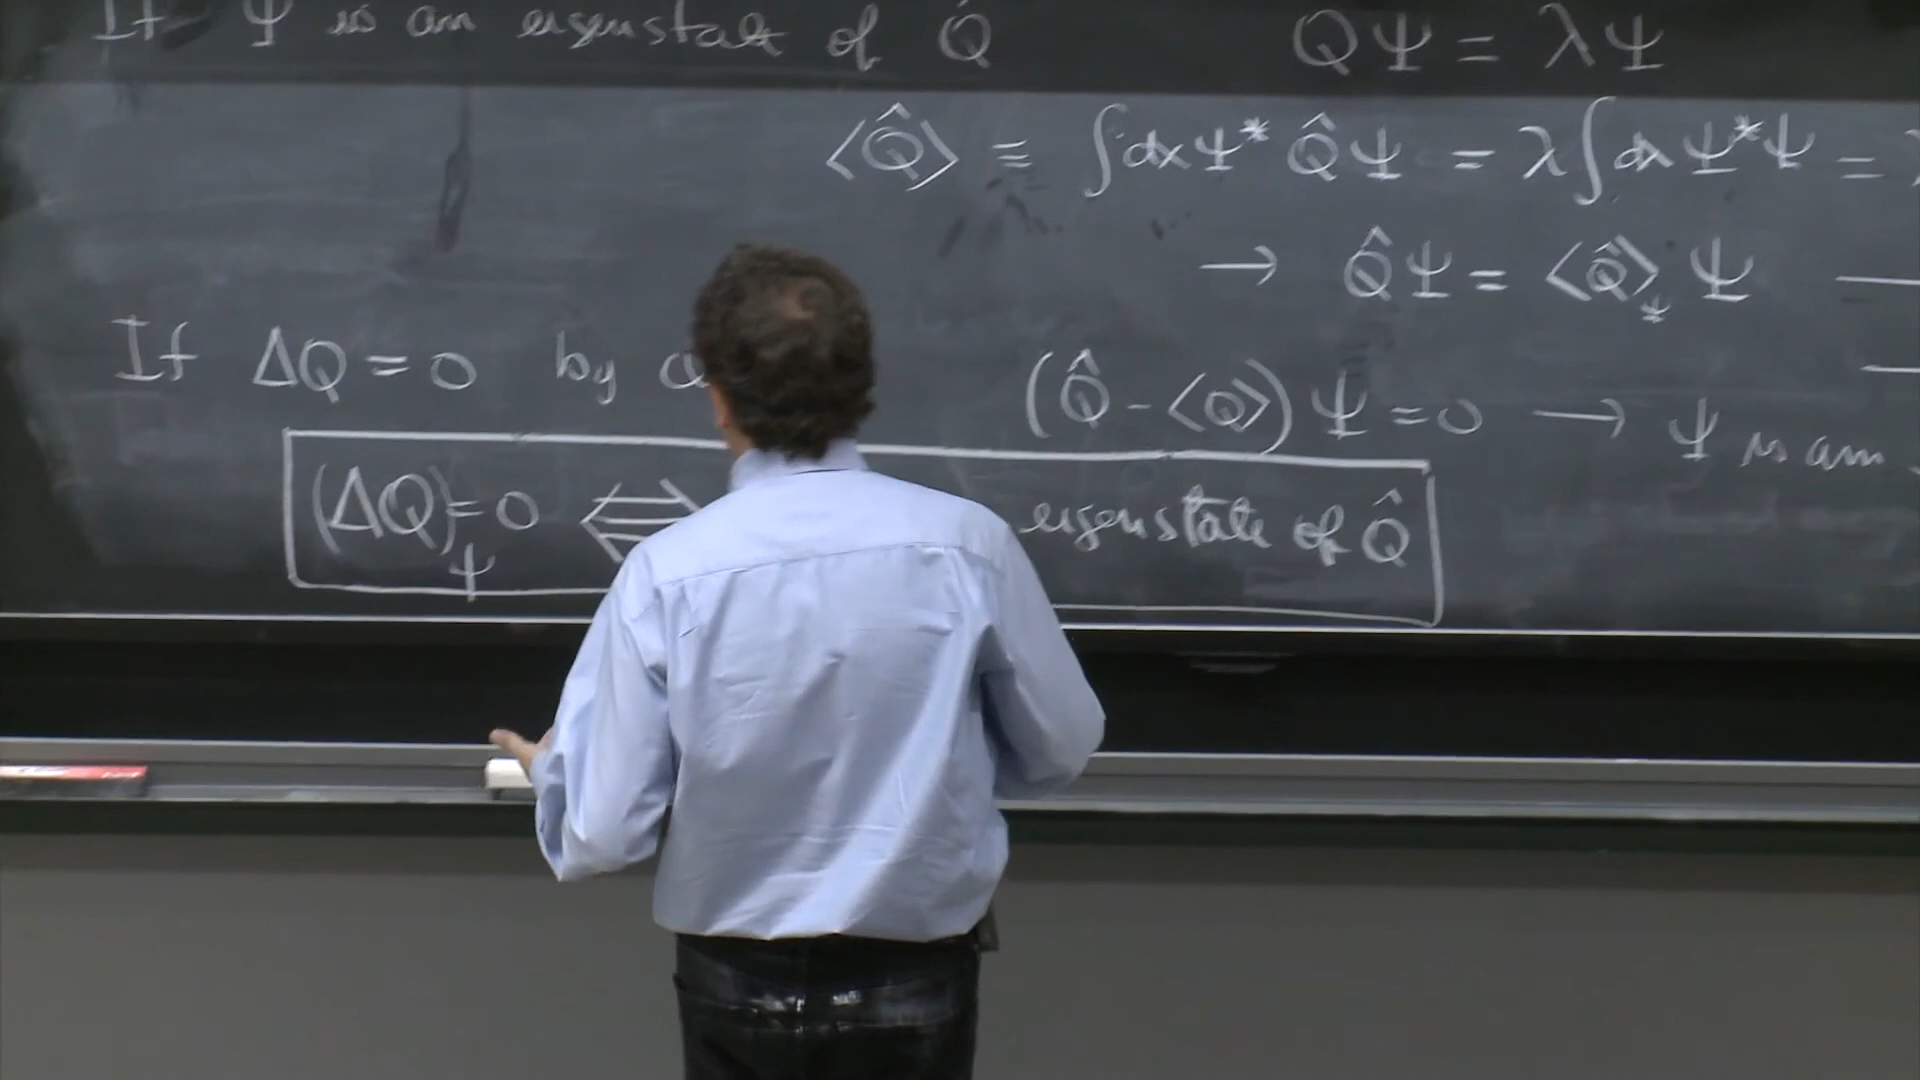 If Ψ is an eigenstate of Q̂ QΨ = λΨ
⟨Q̂⟩ = ∫dx Ψ* Q̂ Ψ = λ∫dx Ψ*Ψ =
→ Q̂Ψ = ⟨Q̂⟩_* Ψ
If ΔQ = 0 by (Q̂ - ⟨Q⟩)Ψ = 0 → Ψ is an
(ΔQ)_Ψ = 0 ⟺ eigenstate of Q̂